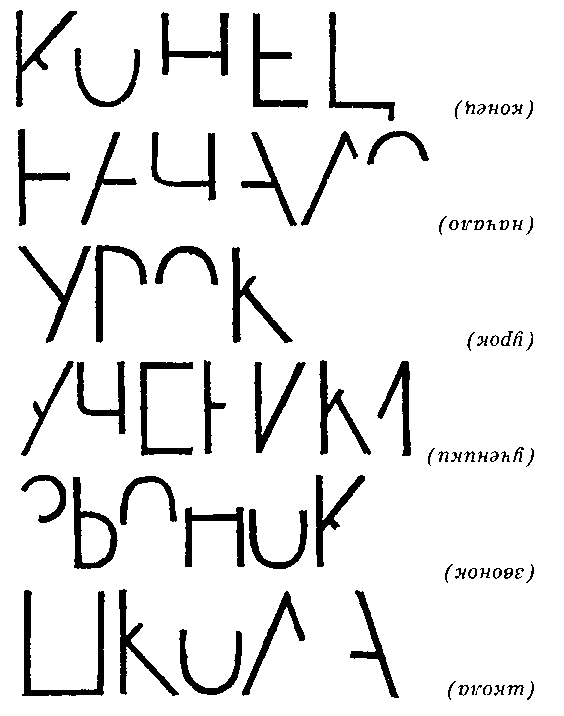 КОНЕЦ (конец)
НАЧАЛО (начало)
УРОК (урок)
УЧЕНИКИ (ученики)
ЗВОНОК (звонок)
ШКОЛА (школа)